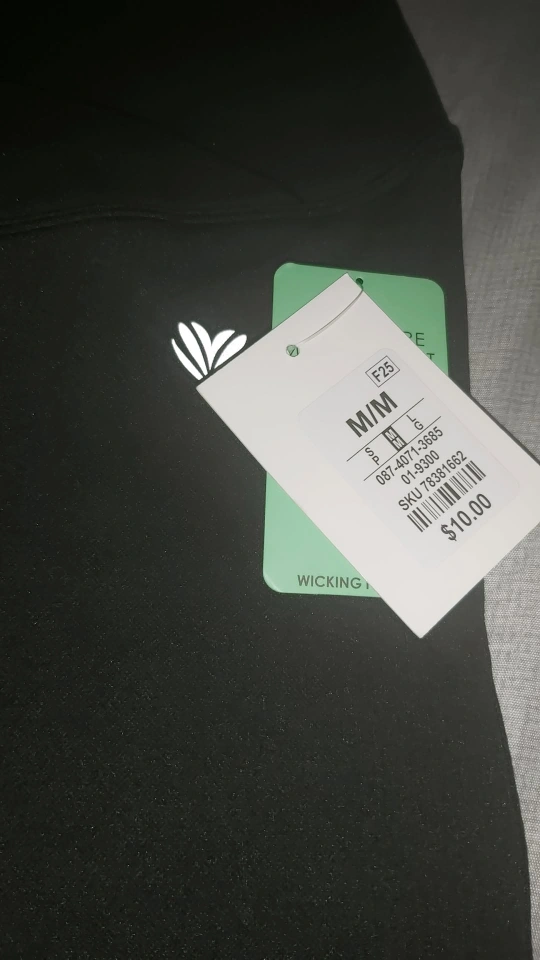 F25
M/M
S M L
P M G
087-4071-3685
01-9300
SKU 78381662
$10.00
WICKING